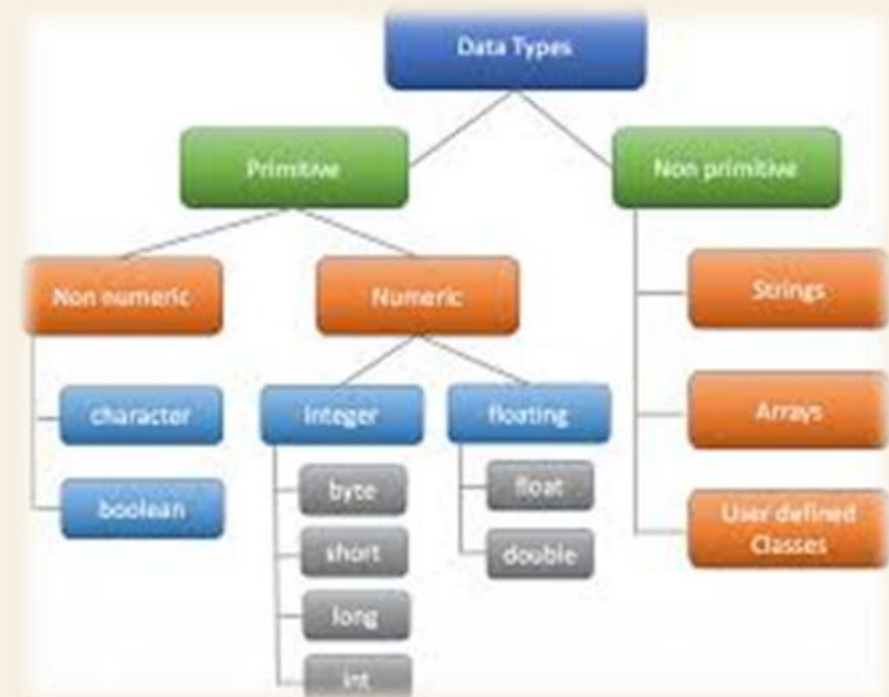 Data Types
Primitive
Non primitive
Non numeric
Numeric
Strings
character
Integer
floating
Arrays
byte
float
boolean
User defined
Classes
short
double
long
int